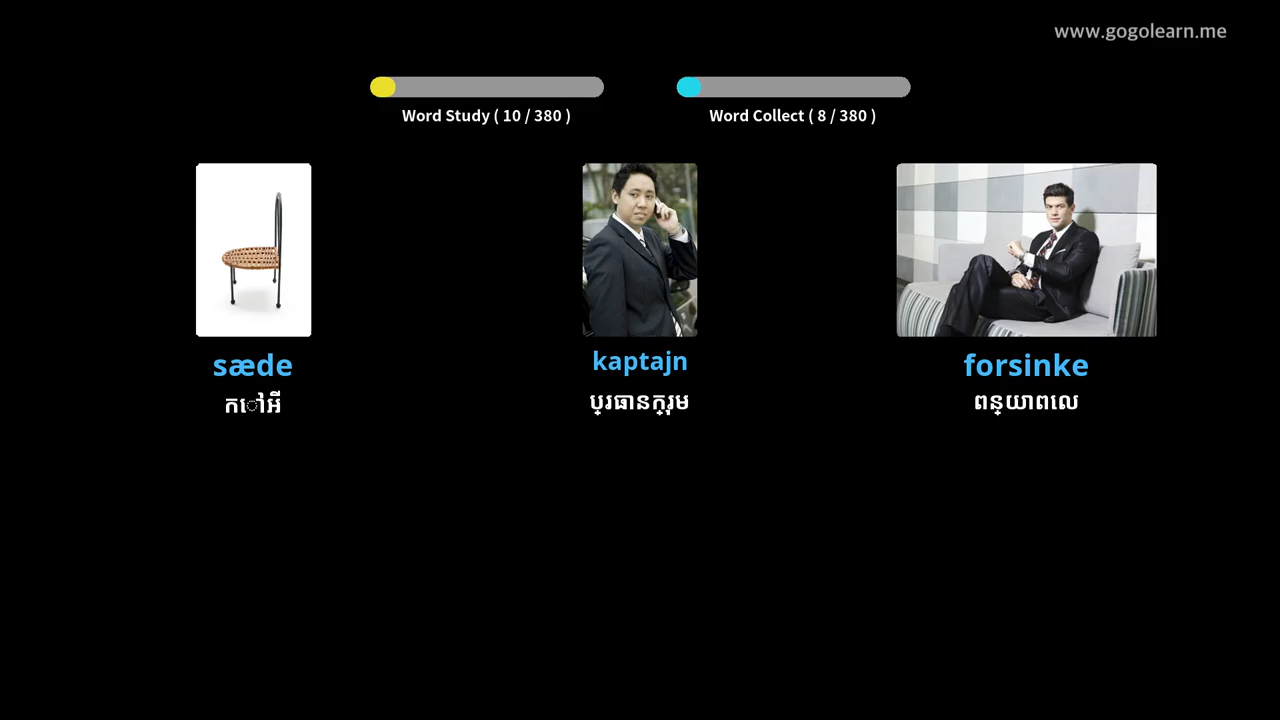 www.gogolearn.me
Word Study ( 10 / 380 )
Word Collect ( 8 / 380 )
sæde
kaptajn
forsinke
កៅអី
ប្រធានក្រុម
ពន្យាពលេ